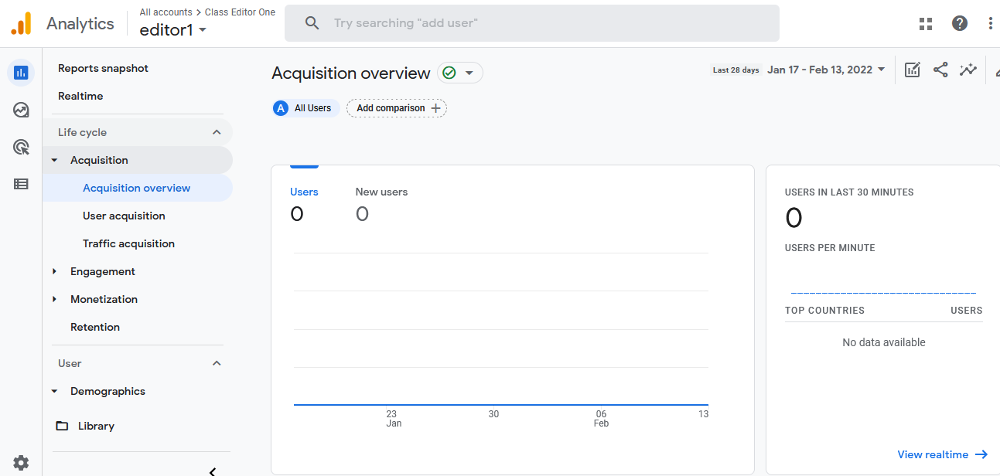 Analytics
All accounts > Class Editor One
editor1
Try searching "add user"
Reports snapshot
Realtime
Life cycle
Acquisition
Acquisition overview
User acquisition
Traffic acquisition
Engagement
Monetization
Retention
User
Demographics
Library
Acquisition overview
Last 28 days Jan 17 - Feb 13, 2022
A All Users
Add comparison +
Users New users
0 0
23 30 06 13
Jan Feb
USERS IN LAST 30 MINUTES
0
USERS PER MINUTE
TOP COUNTRIES USERS
No data available
View realtime